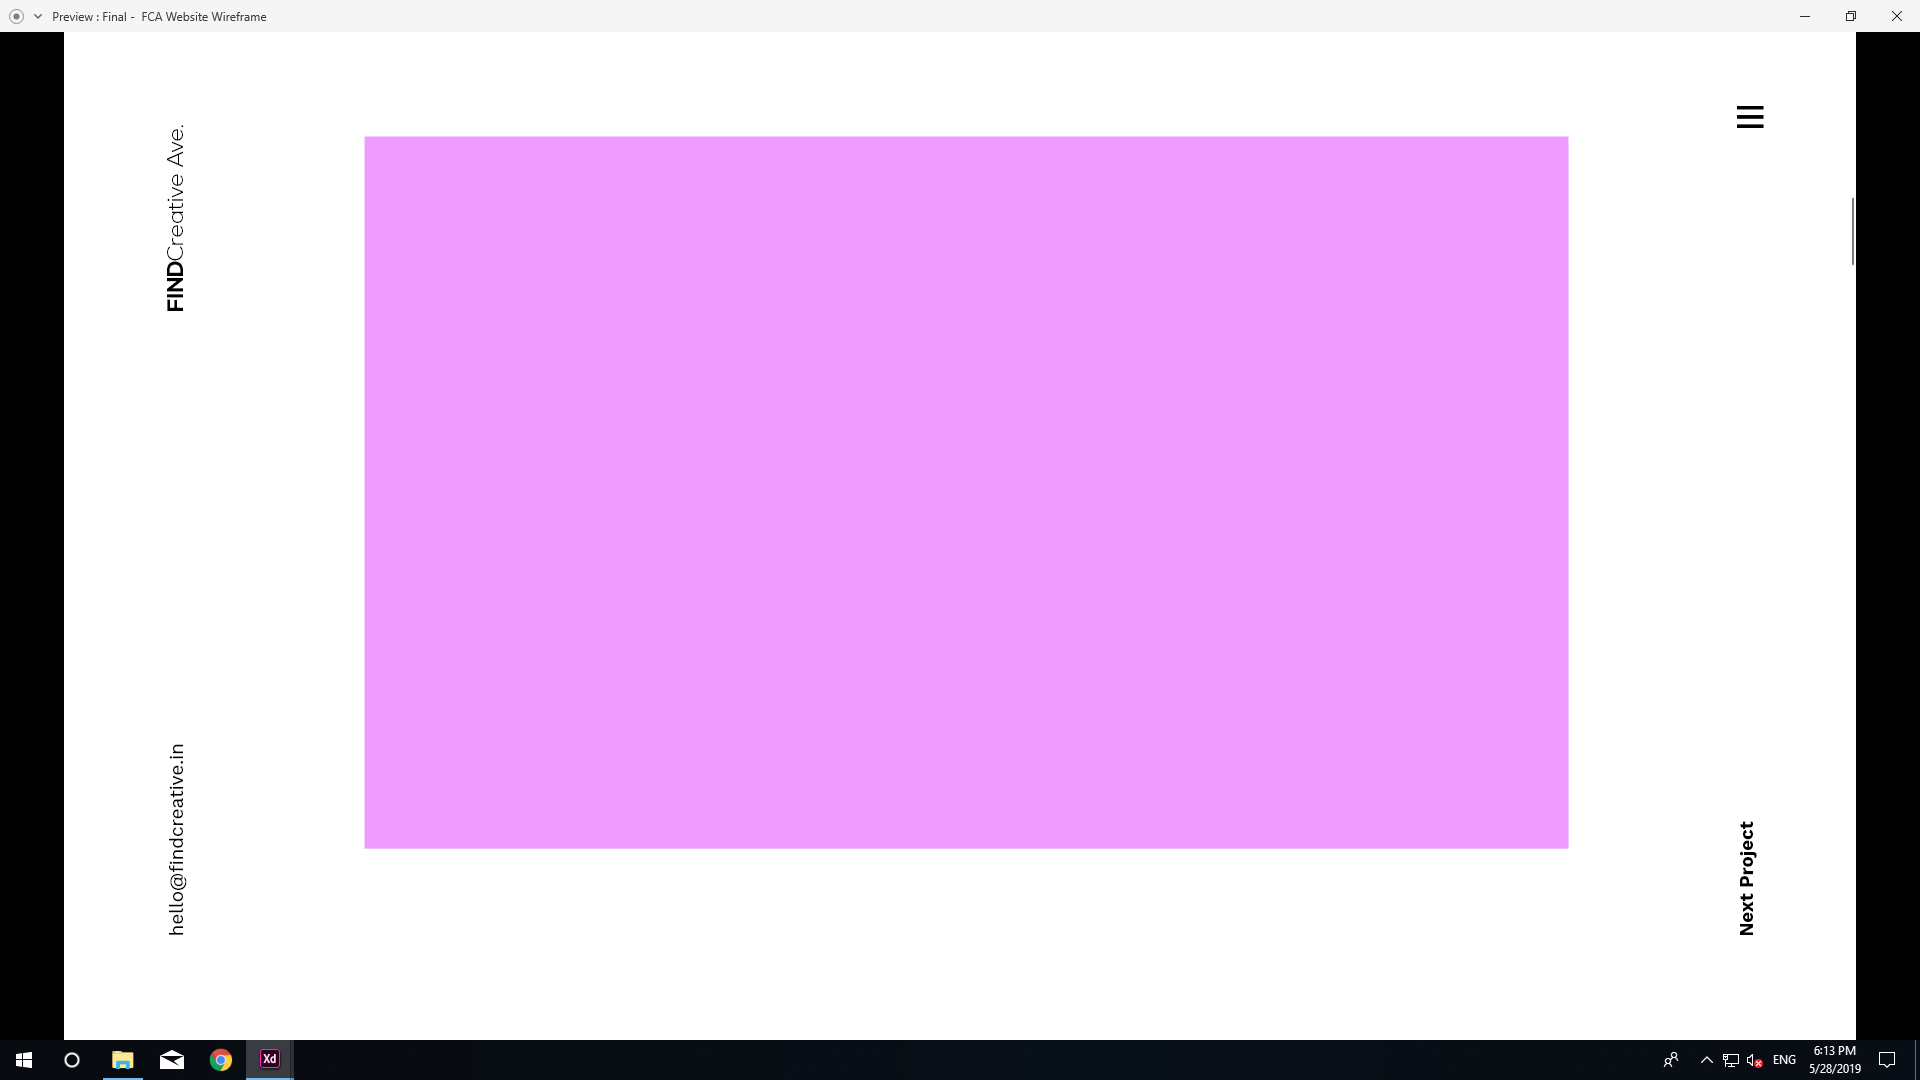 Preview : Final - FCA Website Wireframe
FINDCreative Ave.
hello@findcreative.in
Next Project
Xd
ENG
6:13 PM
5/28/2019